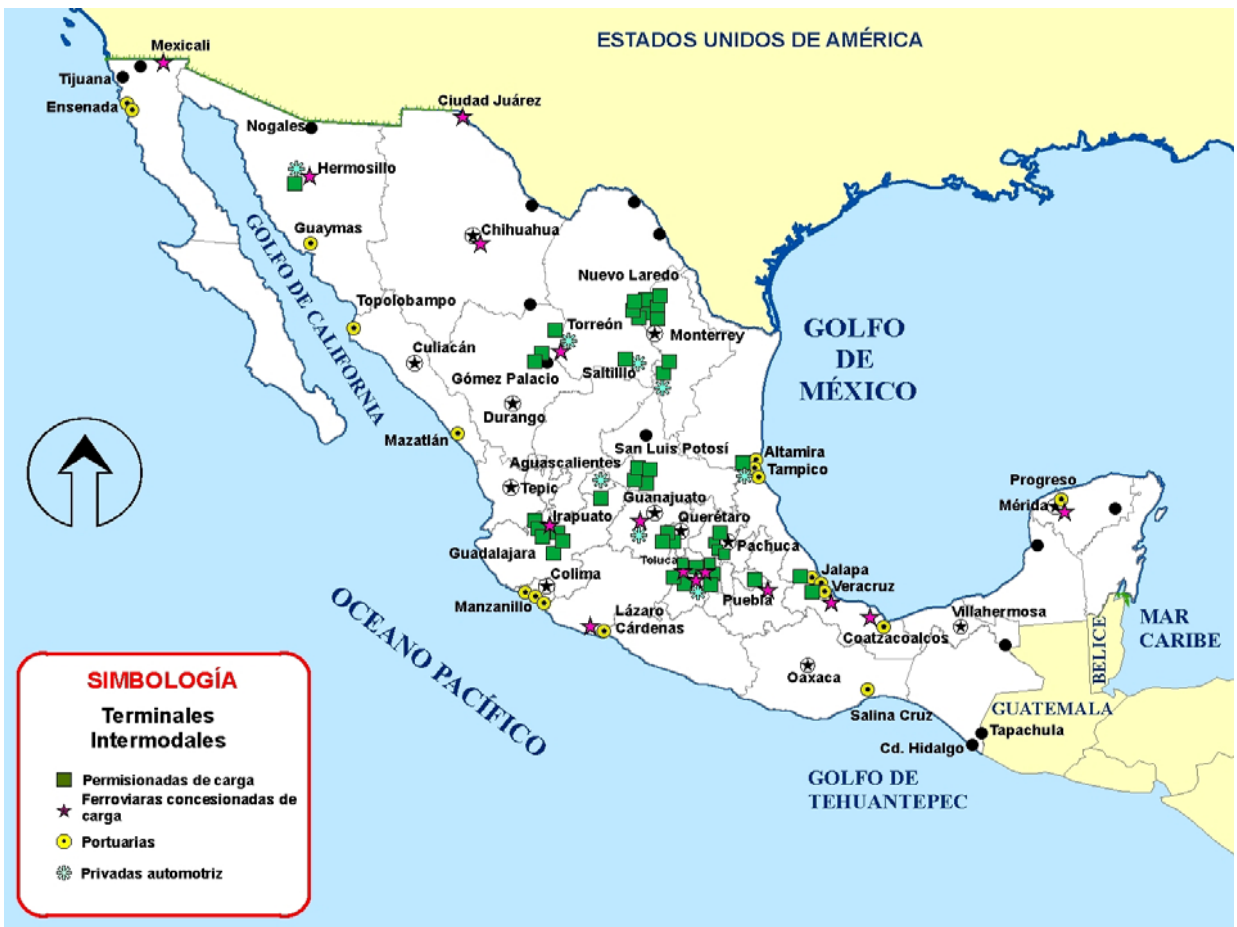 ESTADOS UNIDOS DE AMÉRICA
Mexicali
Tijuana
Ensenada
Ciudad Juárez
Nogales
Hermosillo
Guaymas
Chihuahua
GOLFO DE CALIFORNIA
Topolobampo
Nuevo Laredo
Torreón
Monterrey
Culiacán
Gómez Palacio
Saltilllo
Durango
GOLFO
DE
MÉXICO
Mazatlán
San Luis Potosí
Altamira
Tampico
Aguascalientes
Tepic
Guanajuato
Progreso
Mérida
Irapuato
Querétaro
Pachuca
Guadalajara
Toluca
Jalapa
Veracruz
Colima
Puebla
Manzanillo
Lázaro
Cárdenas
Villahermosa
Coatzacoalcos
MAR
CARIBE
BELICE
OCEANO PACÍFICO
Oaxaca
Salina Cruz
GUATEMALA
Tapachula
Cd. Hidalgo
GOLFO DE
TEHUANTEPEC
SIMBOLOGÍA
Terminales
Intermodales
Permisionadas de carga
Ferroviaras concesionadas de
carga
Portuarias
Privadas automotriz